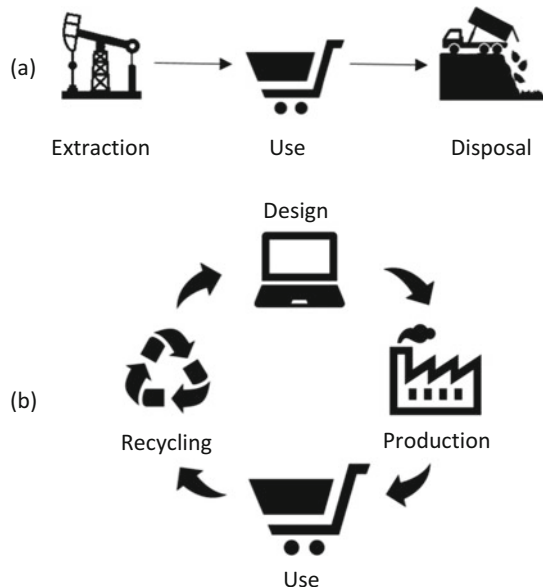 (a)
Extraction
Use
Disposal
Design
(b)
Recycling
Production
Use